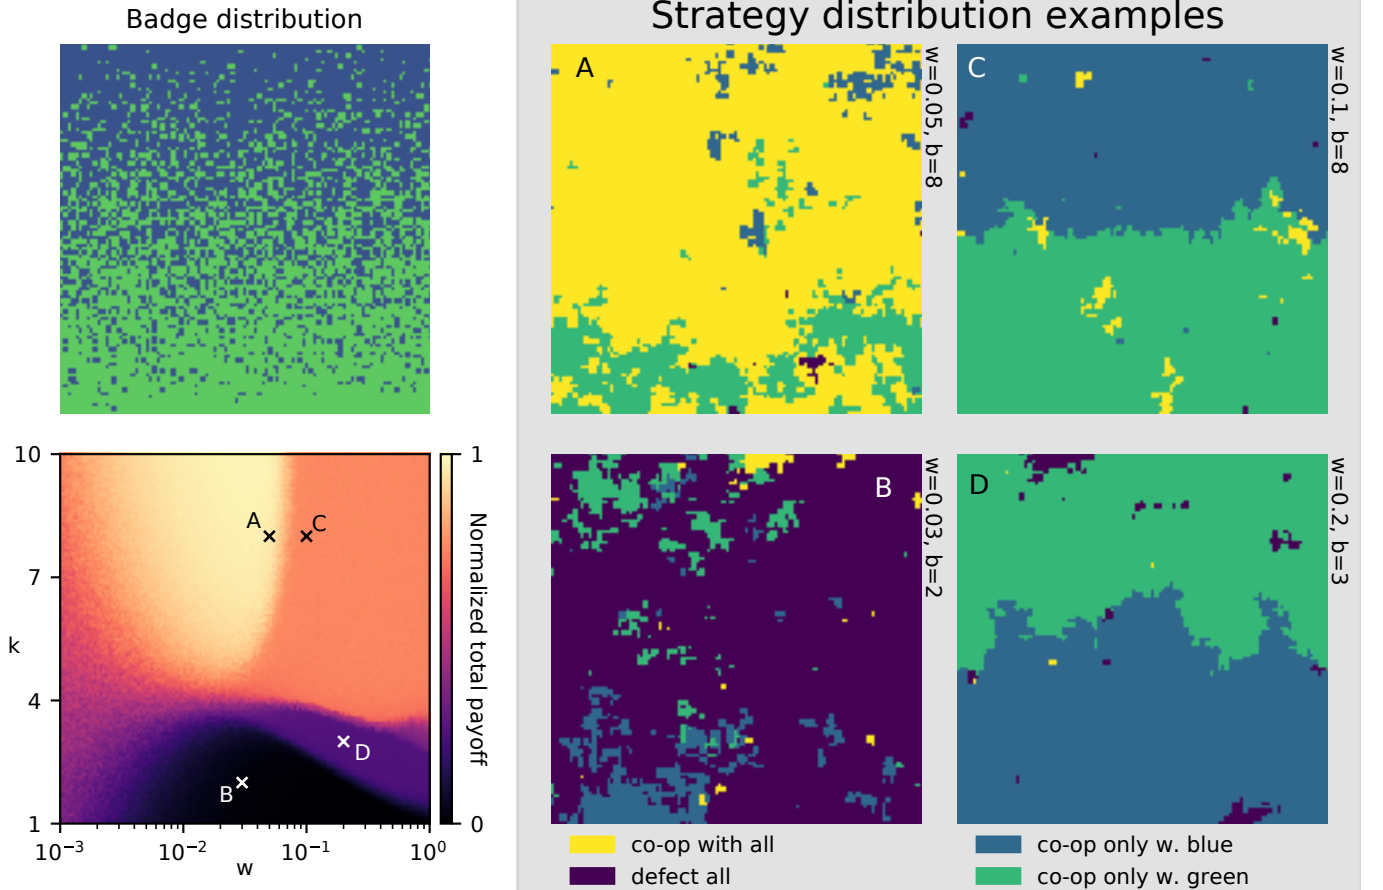 Badge distribution
Strategy distribution examples
A
w=0.05, b=8
C
w=0.1, b=8
10
7
k
4
1
A
C
D
B
10⁻³
10⁻²
10⁻¹
10⁰
w
1
0
Normalized total payoff
B
w=0.03, b=2
D
w=0.2, b=3
co-op with all
defect all
co-op only w. blue
co-op only w. green